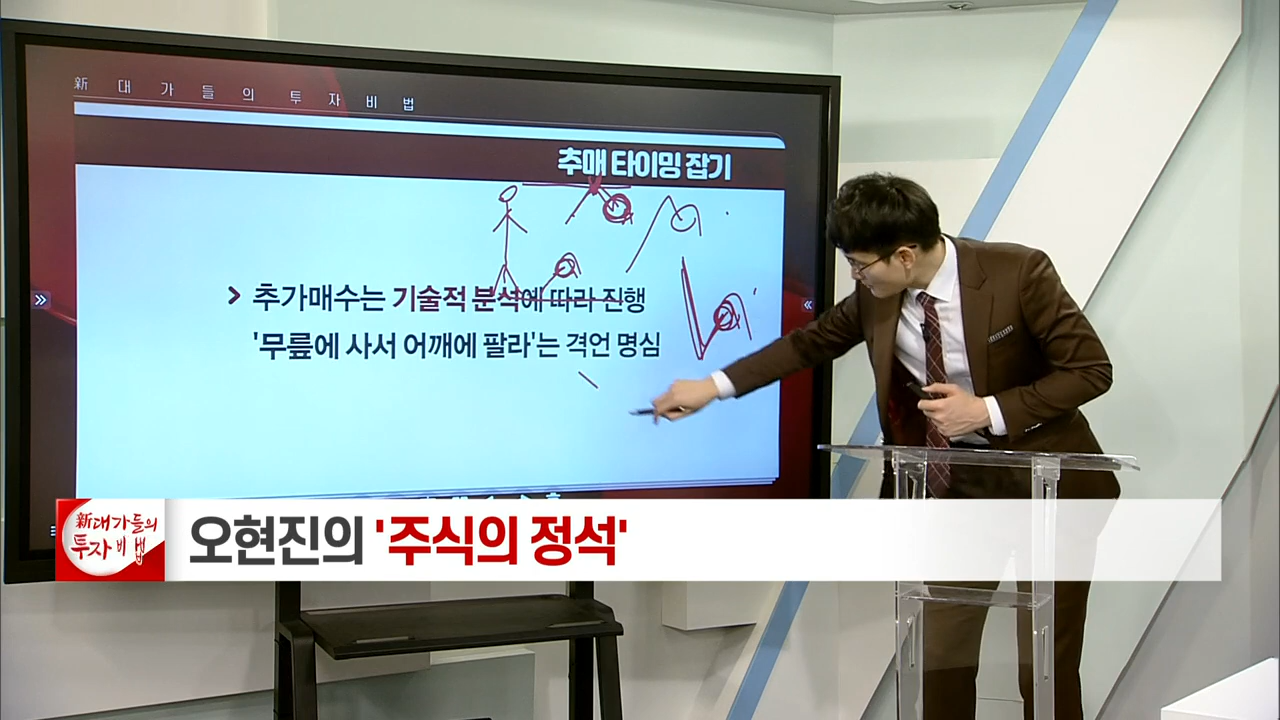 新 대 가 들 의 투 자 비 법
추매 타이밍 잡기
추가매수는 기술적 분석에 따라 진행
'무릎에 사서 어깨에 팔라'는 격언 명심
新대가들의
투자 비법
오현진의 '주식의 정석'